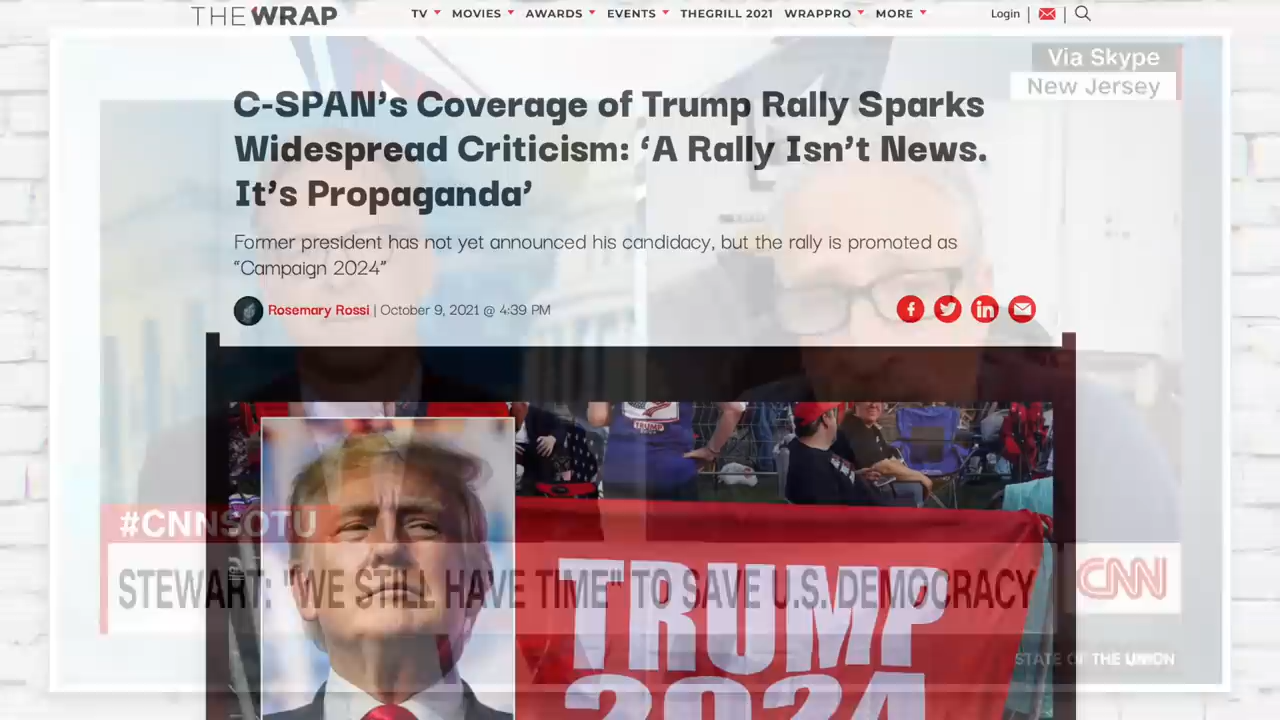 THE WRAP
TV MOVIES AWARDS EVENTS THEGRILL 2021 WRAPPRO MORE Login
Via Skype
New Jersey
C-SPAN’s Coverage of Trump Rally Sparks
Widespread Criticism: ‘A Rally Isn’t News.
It’s Propaganda’
Former president has not yet announced his candidacy, but the rally is promoted as
“Campaign 2024”
Rosemary Rossi | October 9, 2021 @ 4:39 PM
TRUMP
#CNNSOTU
STEWART: "WE STILL HAVE TIME" TO SAVE U.S. DEMOCRACY
CNN
TRUMP
2024
STATE OF THE UNION